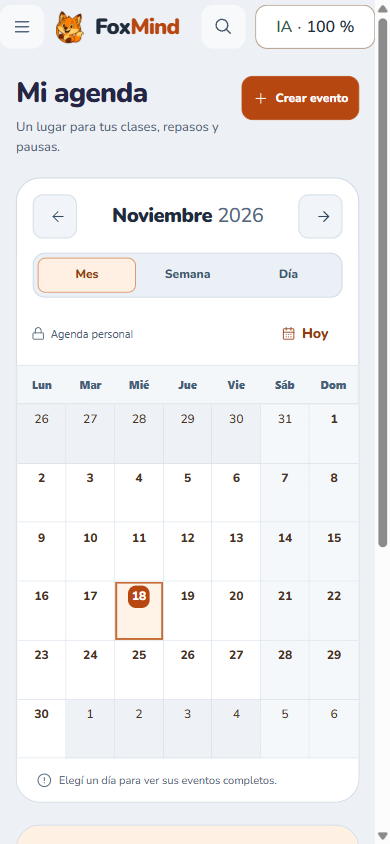 FoxMind
IA · 100 %
Mi agenda
+ Crear evento
Un lugar para tus clases, repasos y
pausas.
← Noviembre 2026 →
Mes Semana Día
Agenda personal
Hoy
Lun Mar Mié Jue Vie Sáb Dom
26 27 28 29 30 31 1
2 3 4 5 6 7 8
9 10 11 12 13 14 15
16 17 18 19 20 21 22
23 24 25 26 27 28 29
30 1 2 3 4 5 6
Elegí un día para ver sus eventos completos.